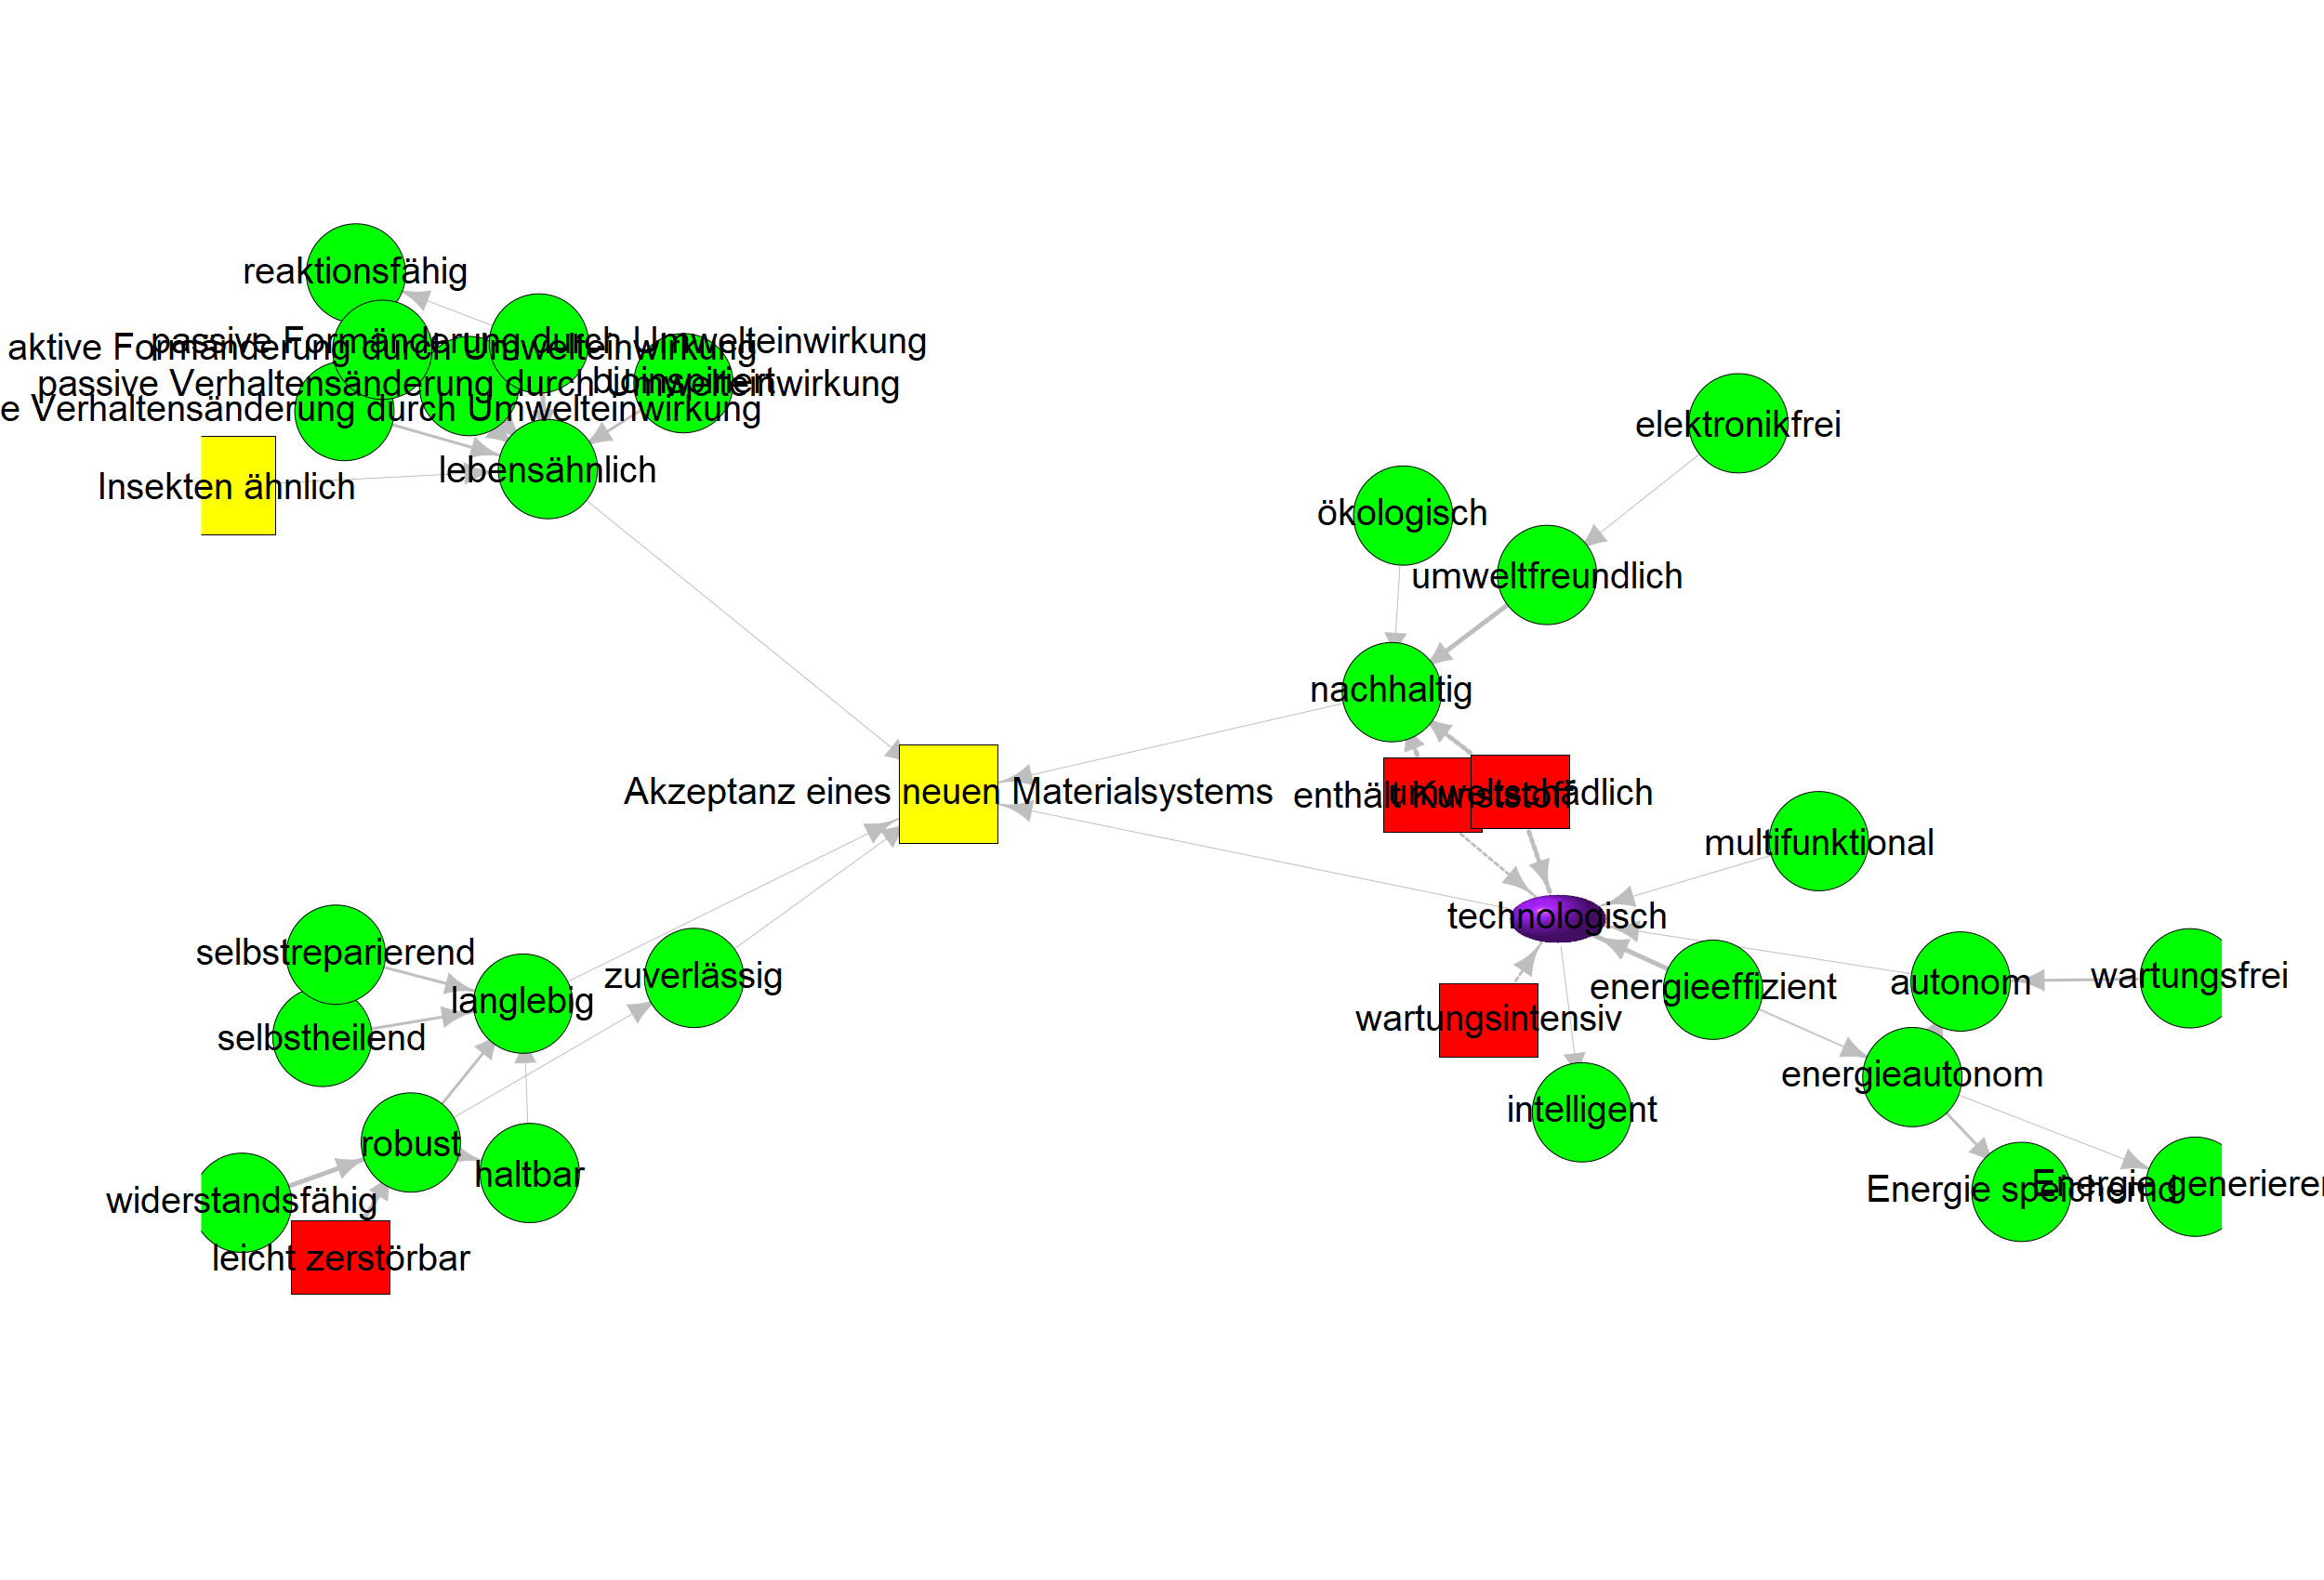 reaktionsfähig
passive Formänderung durch Umwelteinwirkung
aktive Formänderung durch Umwelteinwirkung
bioinspiriert
passive Verhaltensänderung durch Umwelteinwirkung
e Verhaltensänderung durch Umwelteinwirkung
elektronikfrei
lebensähnlich
Insekten ähnlich
ökologisch
umweltfreundlich
nachhaltig
Akzeptanz eines neuen Materialsystems
enthält Kunststoff
umweltschädlich
multifunktional
technologisch
selbstreparierend
zuverlässig
langlebig
energieeffizient
autonom
wartungsfrei
wartungsintensiv
selbstheilend
energieautonom
intelligent
robust
haltbar
Energie speichernd
Energie generieren
widerstandsfähig
leicht zerstörbar